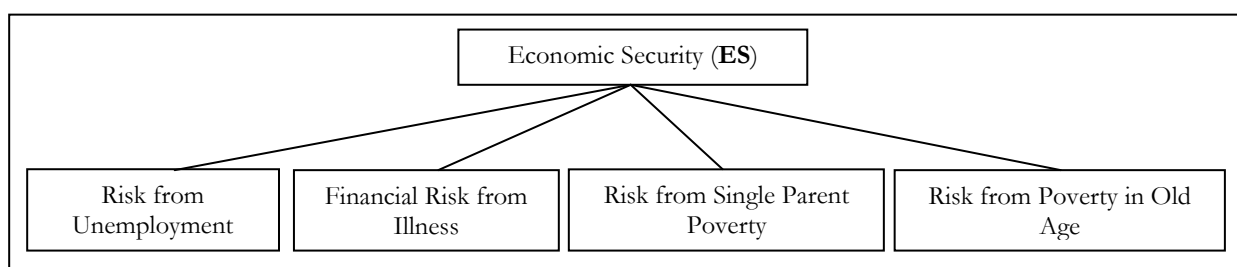 Economic Security (ES)
Risk from
Unemployment
Financial Risk from
Illness
Risk from Single Parent
Poverty
Risk from Poverty in Old
Age